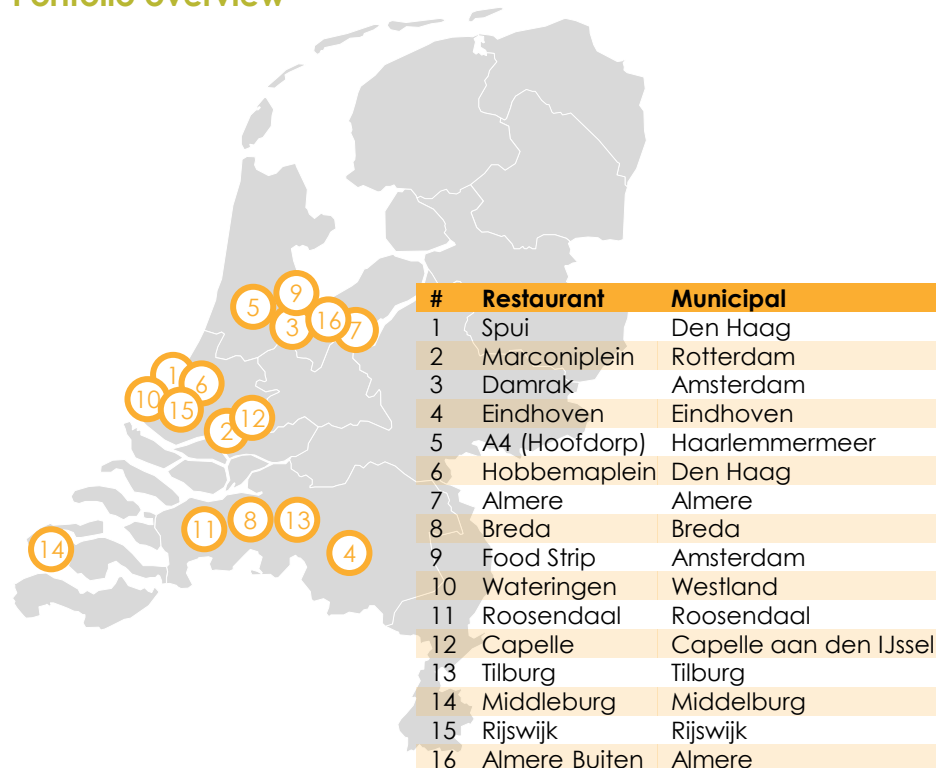 Portfolio overview
9
5
16
3
7
1
6
10
15
12
2
8
13
11
14
4
# Restaurant Municipal
1 Spui Den Haag
2 Marconiplein Rotterdam
3 Damrak Amsterdam
4 Eindhoven Eindhoven
5 A4 (Hoofdorp) Haarlemmermeer
6 Hobbemaplein Den Haag
7 Almere Almere
8 Breda Breda
9 Food Strip Amsterdam
10 Wateringen Westland
11 Roosendaal Roosendaal
12 Capelle Capelle aan den IJssel
13 Tilburg Tilburg
14 Middleburg Middelburg
15 Rijswijk Rijswijk
16 Almere Buiten Almere